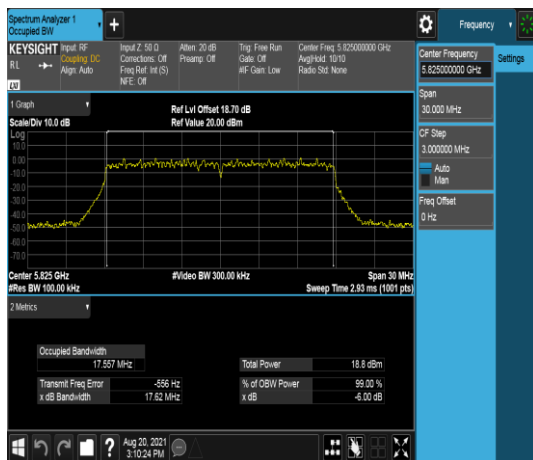 Spectrum Analyzer 1
Occupied BW
+
Frequency
KEYSIGHT Input: RF Input Z: 50 Ω Atten: 20 dB Trig: Free Run Center Freq: 5.825000000 GHz
RL Coupling: DC Corrections: Off Preamp: Off Gate: Off Avg|Hold: 10/10
Align: Auto Freq Ref: Int (S) #IF Gain: Low Radio Std: None
NFE: Off
LXI
Center Frequency
5.825000000 GHz
Settings
Span
30.000 MHz
CF Step
3.000000 MHz
Auto
Man
Freq Offset
0 Hz
1 Graph
Scale/Div 10.0 dB
Ref Lvl Offset 18.70 dB
Ref Value 20.00 dBm
Log
10.0
0.00
-10.0
-20.0
-30.0
-40.0
-50.0
-60.0
-70.0
Center 5.825 GHz #Video BW 300.00 kHz Span 30 MHz
#Res BW 100.00 kHz Sweep Time 2.93 ms (1001 pts)
2 Metrics
Occupied Bandwidth
17.557 MHz
Total Power 18.8 dBm
Transmit Freq Error -556 Hz % of OBW Power 99.00 %
x dB Bandwidth 17.62 MHz x dB -6.00 dB
?
Aug 20, 2021
3:10:24 PM